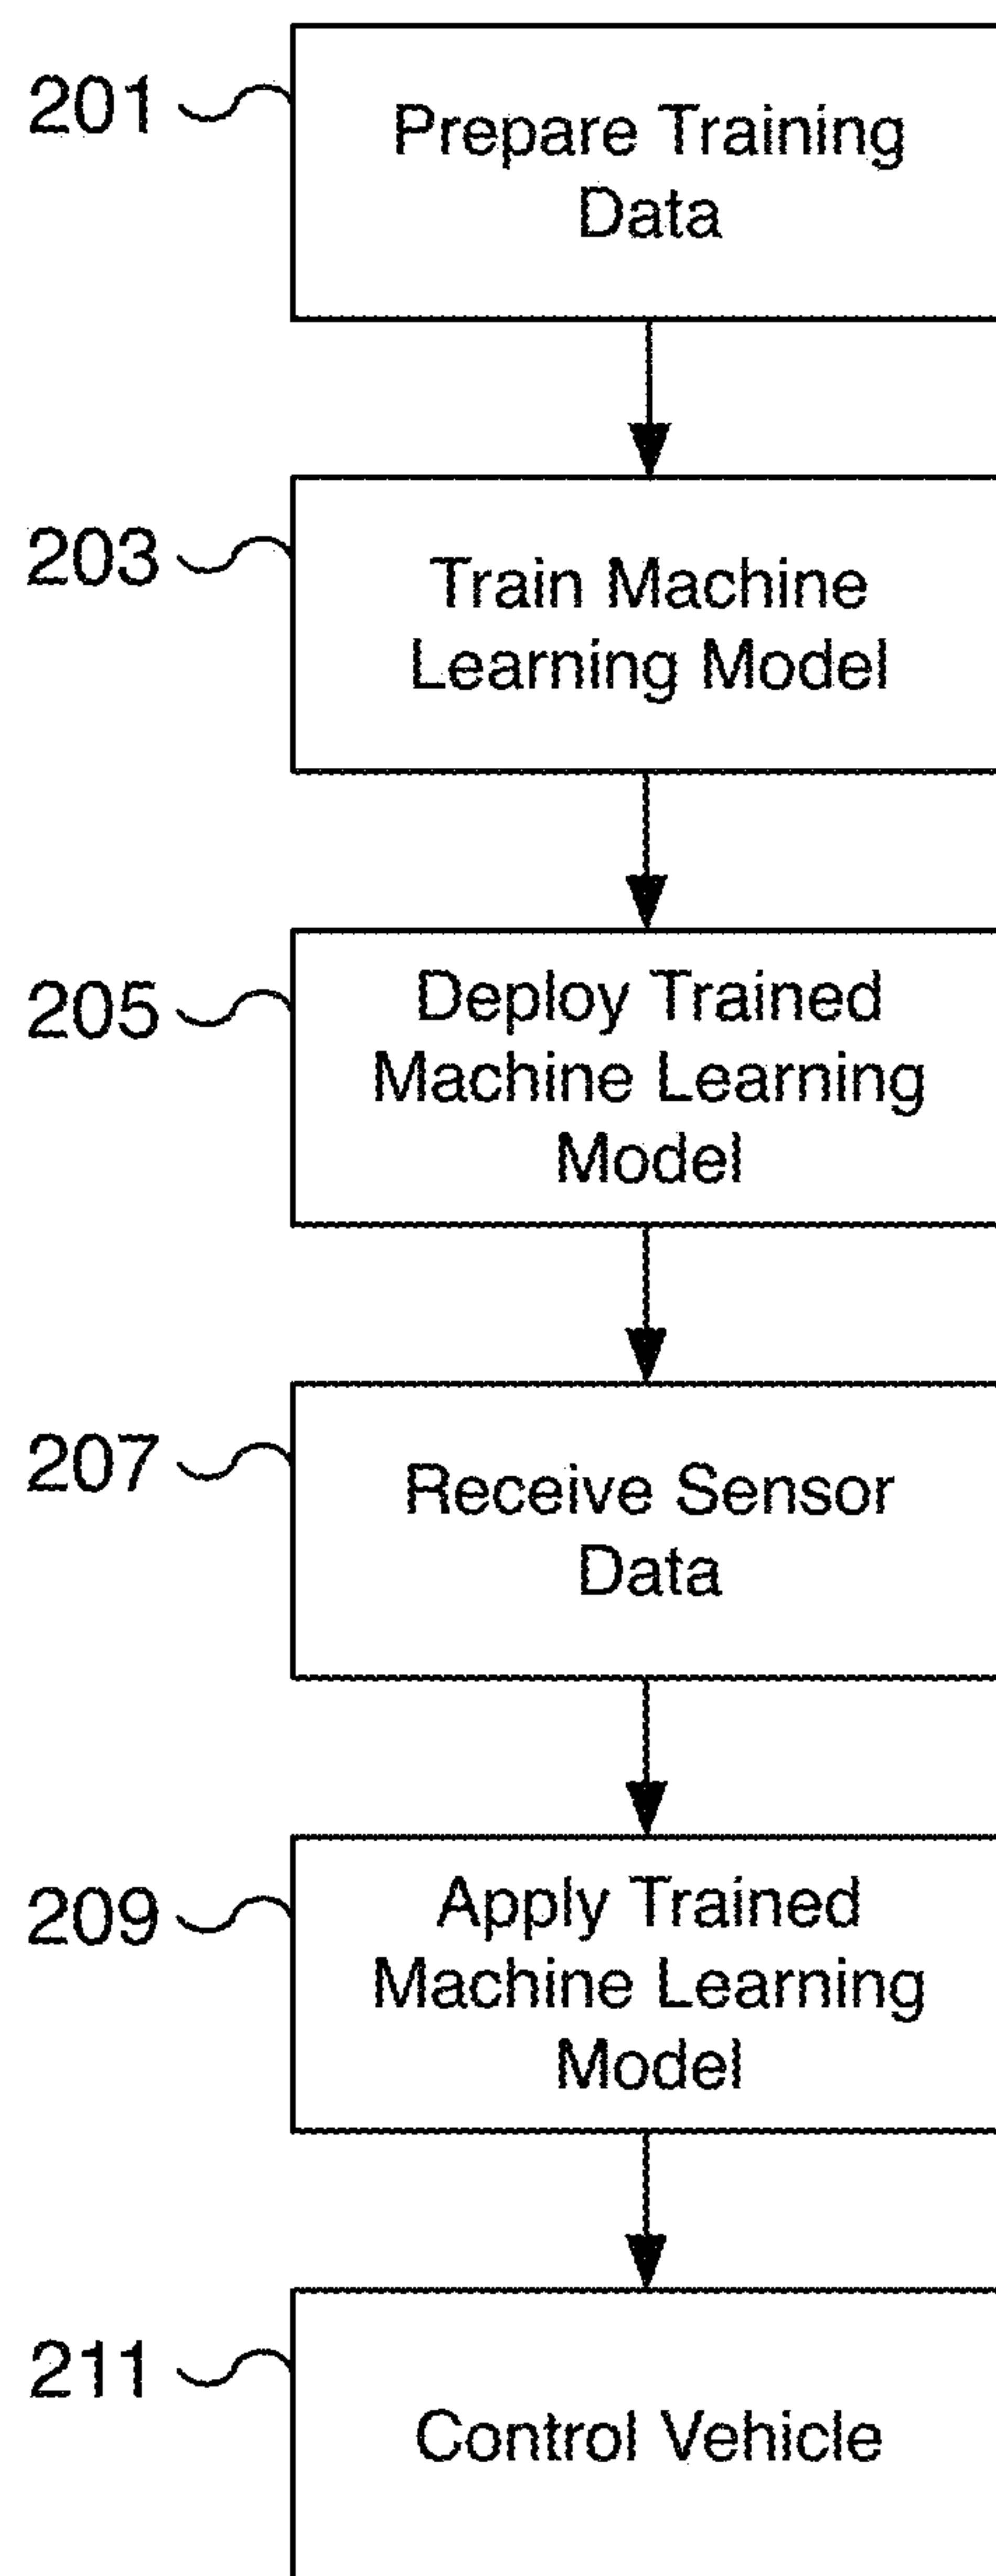 201
Prepare Training
Data
203
Train Machine
Learning Model
205
Deploy Trained
Machine Learning
Model
207
Receive Sensor
Data
209
Apply Trained
Machine Learning
Model
211
Control Vehicle